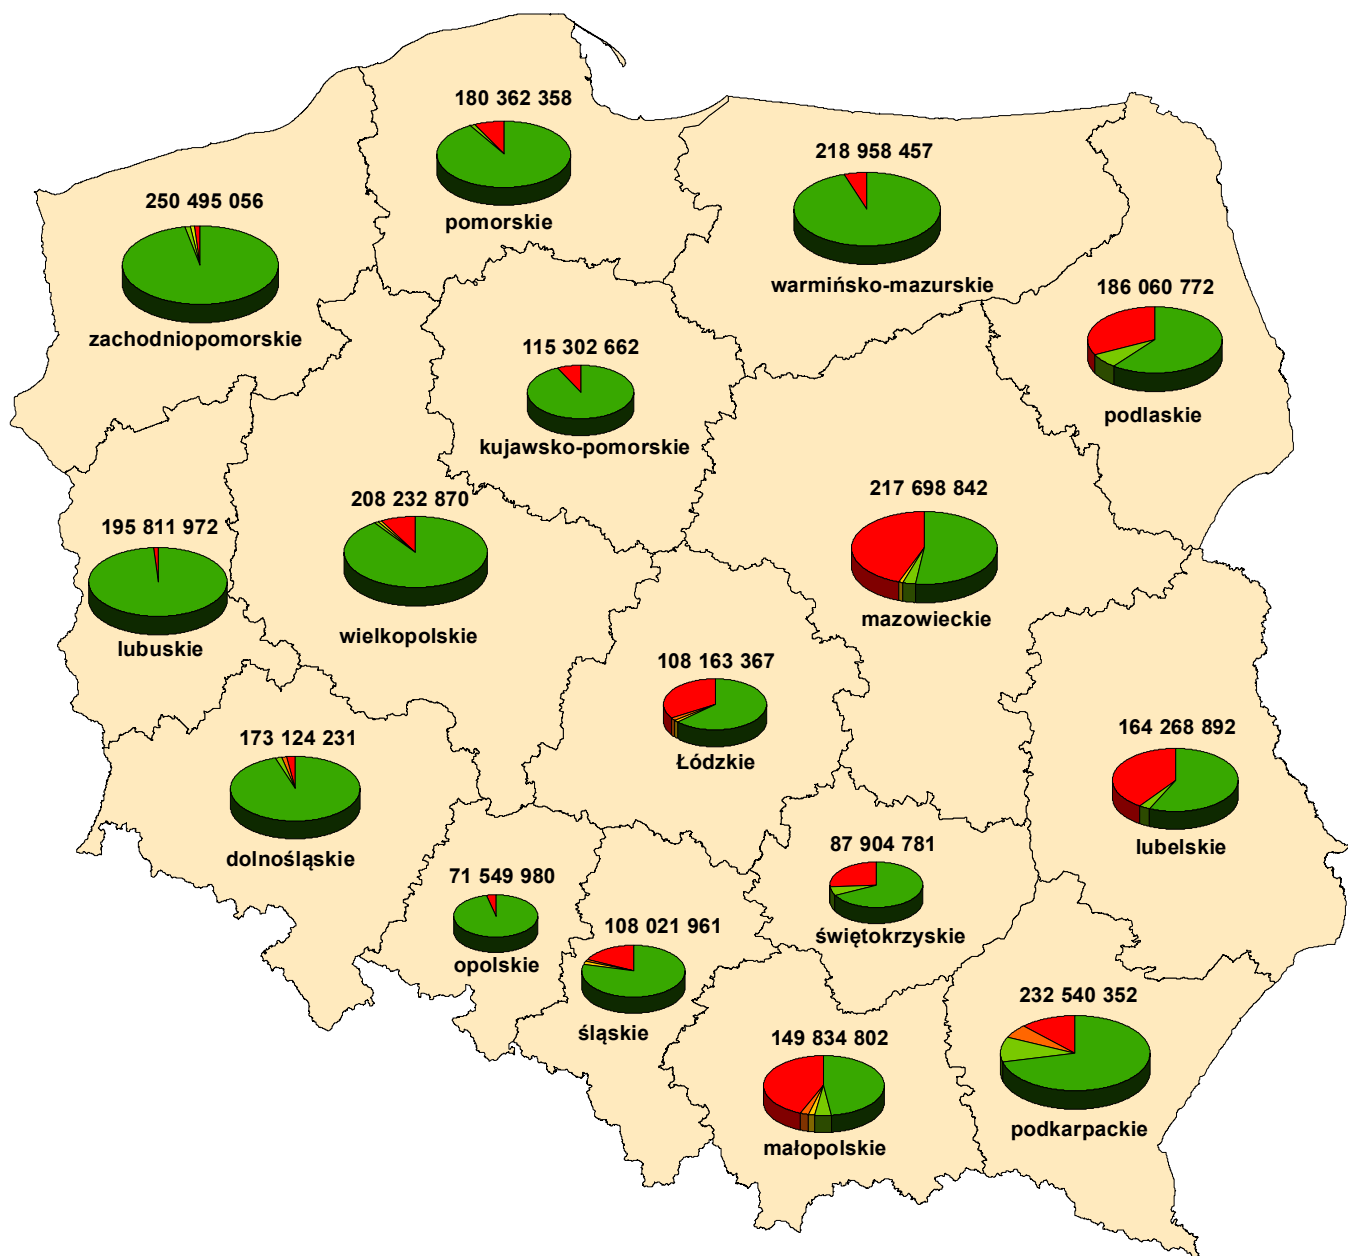 180 362 358
pomorskie
218 958 457
warmińsko-mazurskie
250 495 056
zachodniopomorskie
186 060 772
podlaskie
115 302 662
kujawsko-pomorskie
208 232 870
wielkopolskie
217 698 842
mazowieckie
195 811 972
lubuskie
108 163 367
Łódzkie
164 268 892
lubelskie
173 124 231
dolnośląskie
87 904 781
świętokrzyskie
71 549 980
opolskie
108 021 961
śląskie
149 834 802
małopolskie
232 540 352
podkarpackie